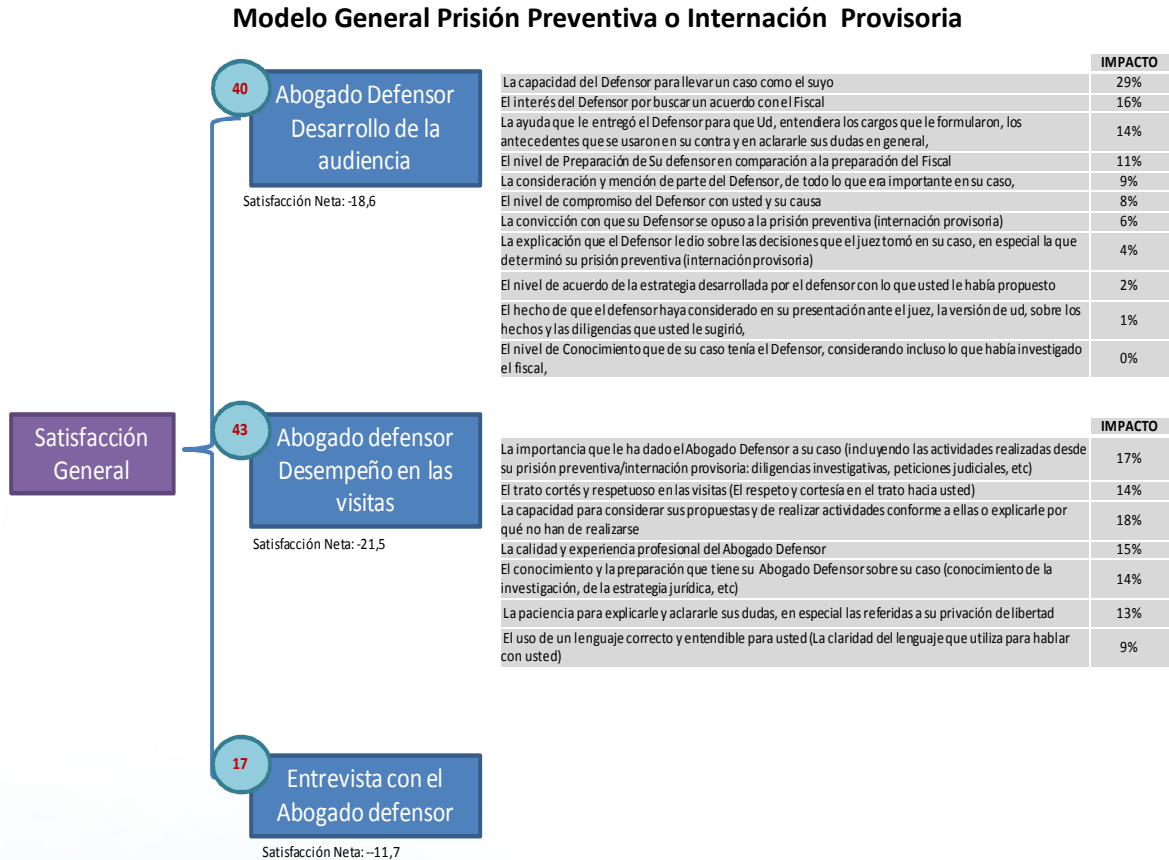 Modelo General Prisión Preventiva o Internación Provisoria
IMPACTO
40
Abogado Defensor
Desarrollo de la
audiencia
Satisfacción Neta: -18,6
La capacidad del Defensor para llevar un caso como el suyo
29%
El interés del Defensor por buscar un acuerdo con el Fiscal
16%
La ayuda que le entregó el Defensor para que Ud, entendiera los cargos que le formularon, los
antecedentes que se usaron en su contra y en aclararle sus dudas en general,
14%
El nivel de Preparación de Su defensor en comparación a la preparación del Fiscal
11%
La consideración y mención de parte del Defensor, de todo lo que era importante en su caso,
9%
El nivel de compromiso del Defensor con usted y su causa
8%
La convicción con que su Defensor se opuso a la prisión preventiva (internación provisoria)
6%
La explicación que el Defensor le dio sobre las decisiones que el juez tomó en su caso, en especial la que
determinó su prisión preventiva (internación provisoria)
4%
El nivel de acuerdo de la estrategia desarrollada por el defensor con lo que usted le había propuesto
2%
El hecho de que el defensor haya considerado en su presentación ante el juez, la versión de ud, sobre los
hechos y las diligencias que usted le sugirió,
1%
El nivel de Conocimiento que de su caso tenía el Defensor, considerando incluso lo que había investigado
el fiscal,
0%
Satisfacción
General
43
Abogado defensor
Desempeño en las
visitas
Satisfacción Neta: -21,5
IMPACTO
La importancia que le ha dado el Abogado Defensor a su caso (incluyendo las actividades realizadas desde
su prisión preventiva/internación provisoria: diligencias investigativas, peticiones judiciales, etc)
17%
El trato cortés y respetuoso en las visitas (El respeto y cortesía en el trato hacia usted)
14%
La capacidad para considerar sus propuestas y de realizar actividades conforme a ellas o explicarle por
qué no han de realizarse
18%
La calidad y experiencia profesional del Abogado Defensor
15%
El conocimiento y la preparación que tiene su Abogado Defensor sobre su caso (conocimiento de la
investigación, de la estrategia jurídica, etc)
14%
La paciencia para explicarle y aclararle sus dudas, en especial las referidas a su privación de libertad
13%
El uso de un lenguaje correcto y entendible para usted (La claridad del lenguaje que utiliza para hablar
con usted)
9%
17
Entrevista con el
Abogado defensor
Satisfacción Neta: --11,7